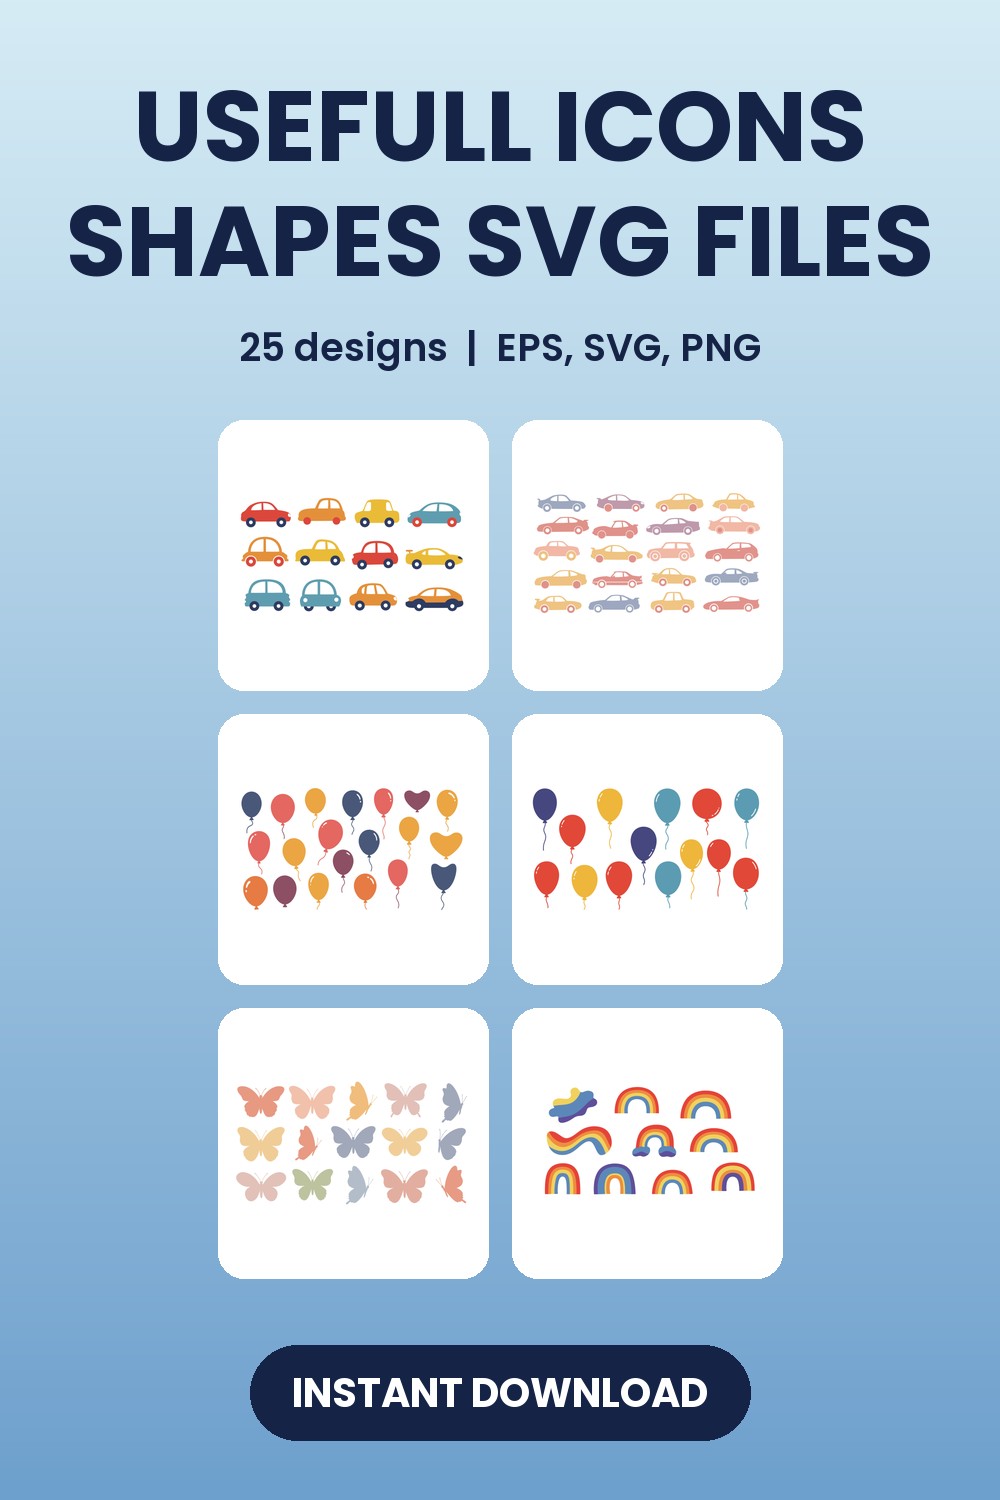 USEFULL ICONS
SHAPES SVG FILES
25 designs | EPS, SVG, PNG
INSTANT DOWNLOAD